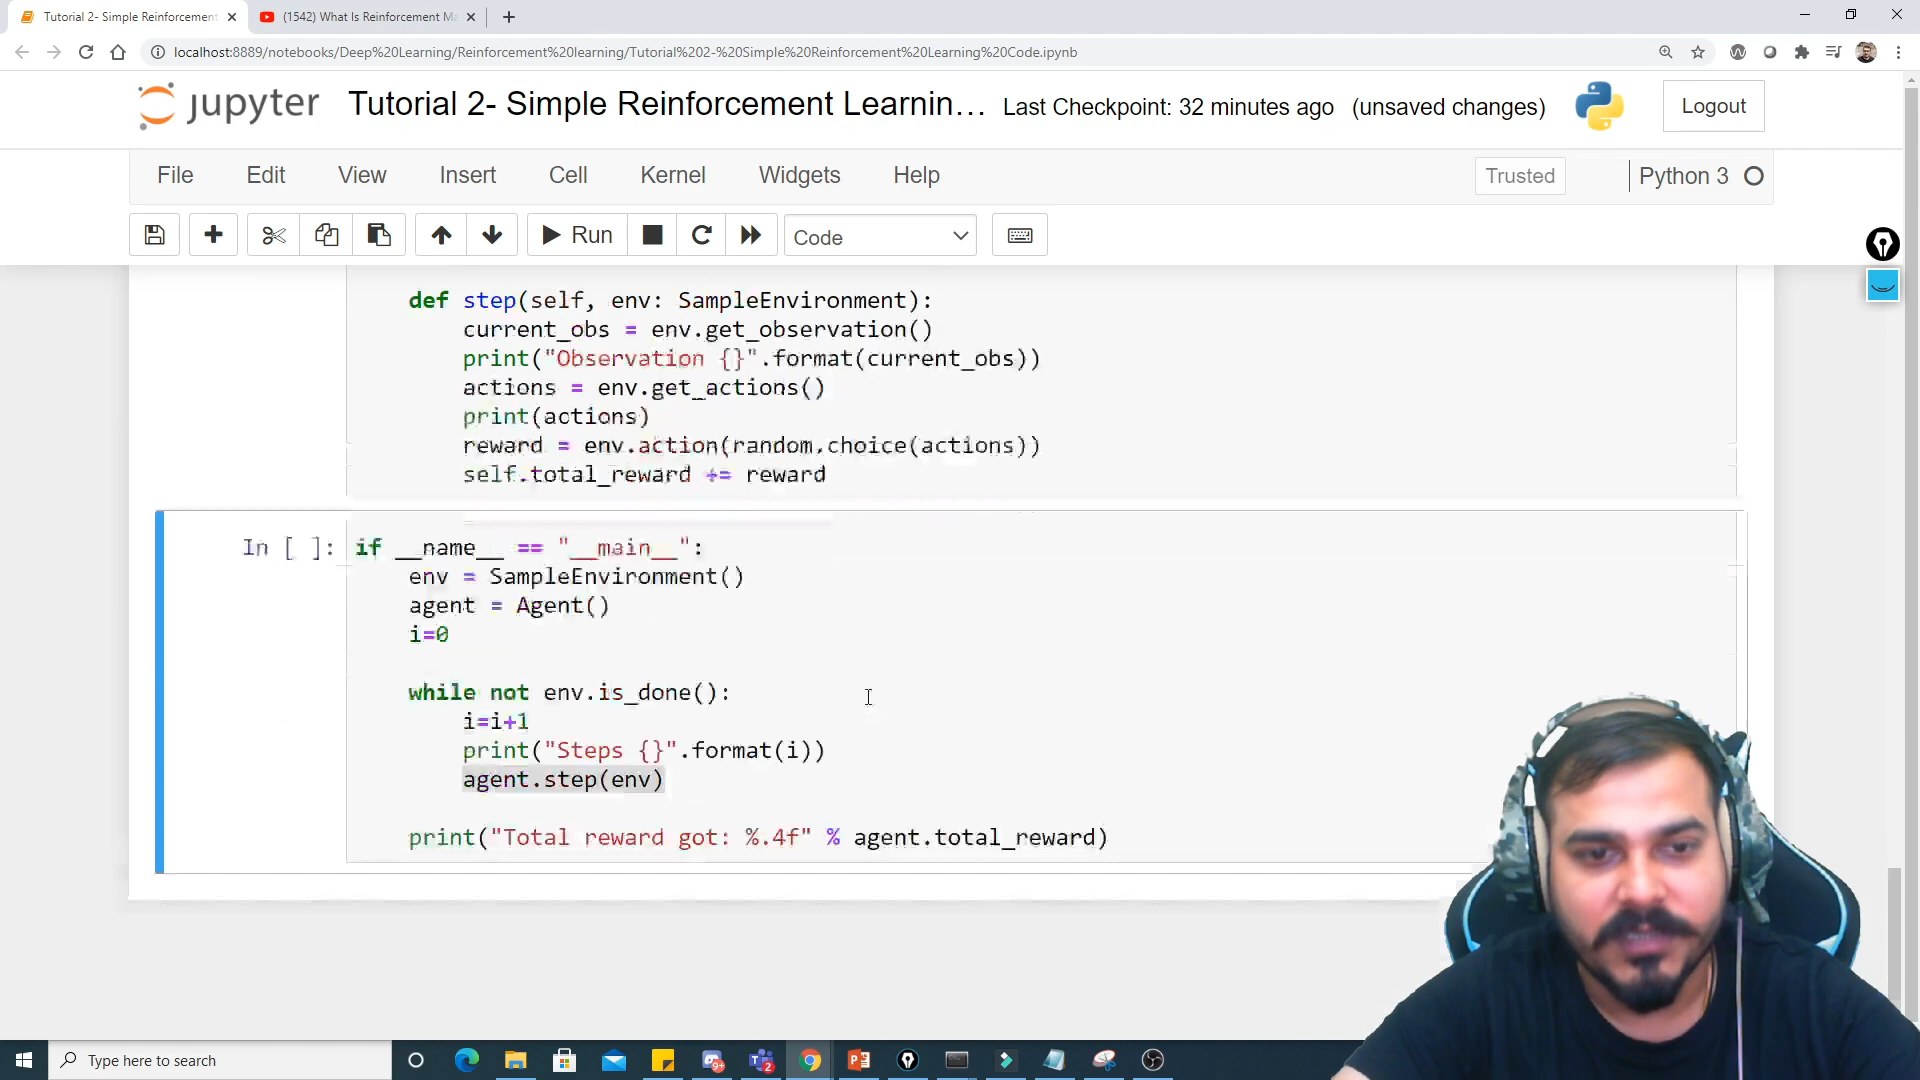 Tutorial 2- Simple Reinforcement
(1542) What Is Reinforcement Ma
localhost:8889/notebooks/Deep%20Learning/Reinforcement%20learning/Tutorial%202-%20Simple%20Reinforcement%20Learning%20Code.ipynb
jupyter Tutorial 2- Simple Reinforcement Learnin… Last Checkpoint: 32 minutes ago (unsaved changes)
Logout
File Edit View Insert Cell Kernel Widgets Help
Trusted Python 3
Run Code
def step(self, env: SampleEnvironment):
current_obs = env.get_observation()
print("Observation {}".format(current_obs))
actions = env.get_actions()
print(actions)
reward = env.action(random.choice(actions))
self.total_reward += reward
In [ ]: if __name__ == "__main__":
env = SampleEnvironment()
agent = Agent()
i=0
while not env.is_done():
i=i+1
print("Steps {}".format(i))
agent.step(env)
print("Total reward got: %.4f" % agent.total_reward)
Type here to search
9+
2